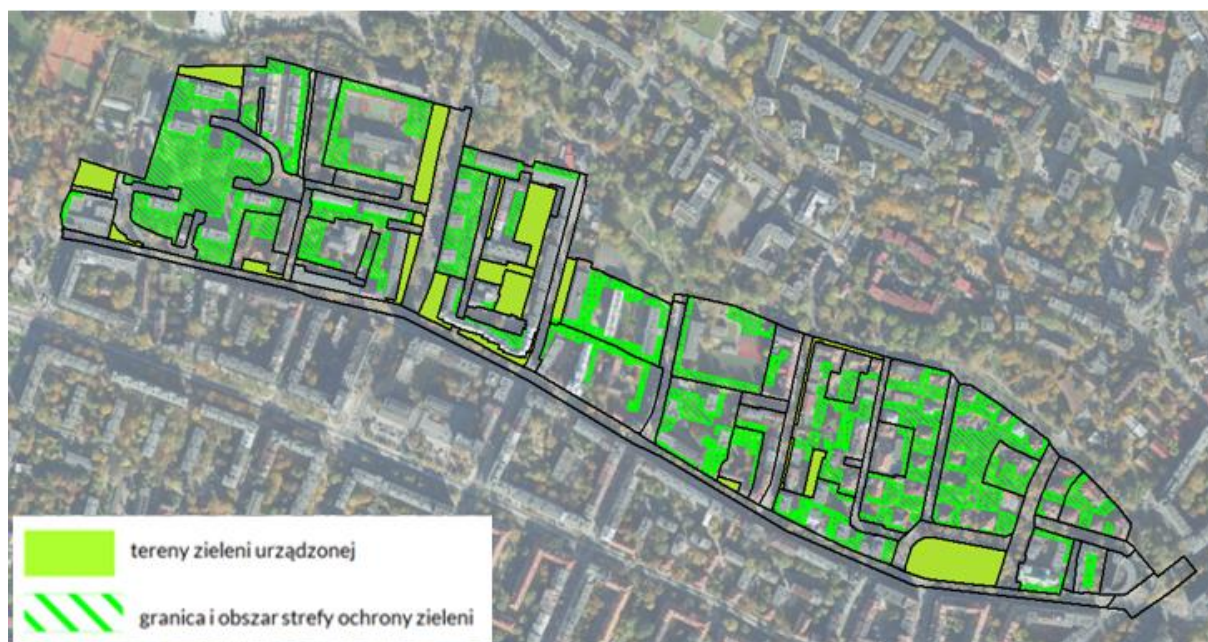 tereny zieleni urządzonej
granica i obszar strefy ochrony zieleni